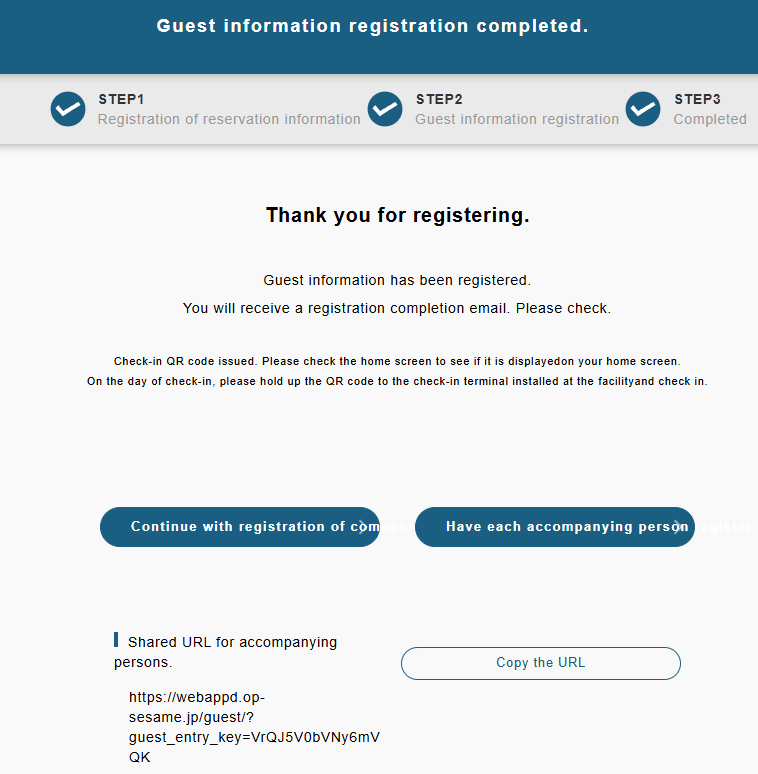 Guest information registration completed.
STEP1
Registration of reservation information
STEP2
Guest information registration
STEP3
Completed
Thank you for registering.
Guest information has been registered.
You will receive a registration completion email. Please check.
Check-in QR code issued. Please check the home screen to see if it is displayedon your home screen.
On the day of check-in, please hold up the QR code to the check-in terminal installed at the facilityand check in.
Continue with registration of
Have each accompanying person register
Shared URL for accompanying
persons.
Copy the URL
https://webappd.op-
sesame.jp/guest/?
guest_entry_key=VrQJ5V0bVNy6mV
QK